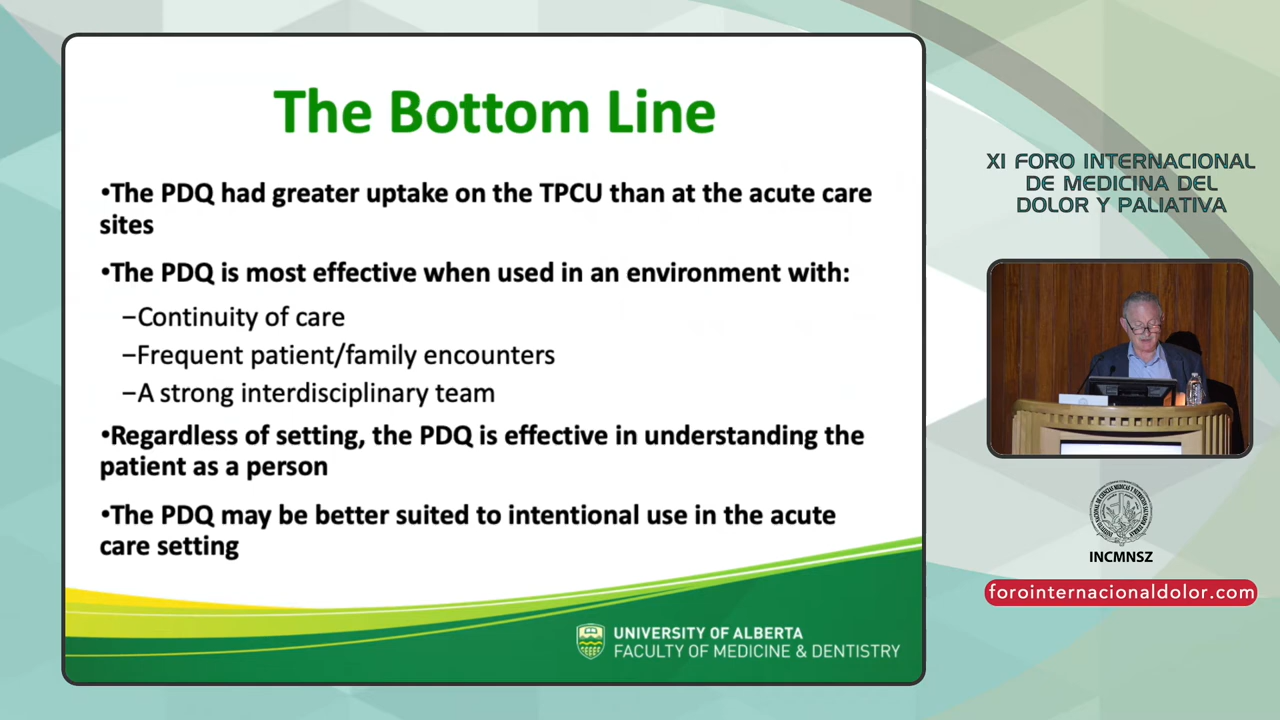 The Bottom Line
•The PDQ had greater uptake on the TPCU than at the acute care
sites
•The PDQ is most effective when used in an environment with:
–Continuity of care
–Frequent patient/family encounters
–A strong interdisciplinary team
•Regardless of setting, the PDQ is effective in understanding the
patient as a person
•The PDQ may be better suited to intentional use in the acute
care setting
UNIVERSITY OF ALBERTA
FACULTY OF MEDICINE & DENTISTRY
XI FORO INTERNACIONAL
DE MEDICINA DEL
DOLOR Y PALIATIVA
INCMNSZ
forointernacionaldolor.com